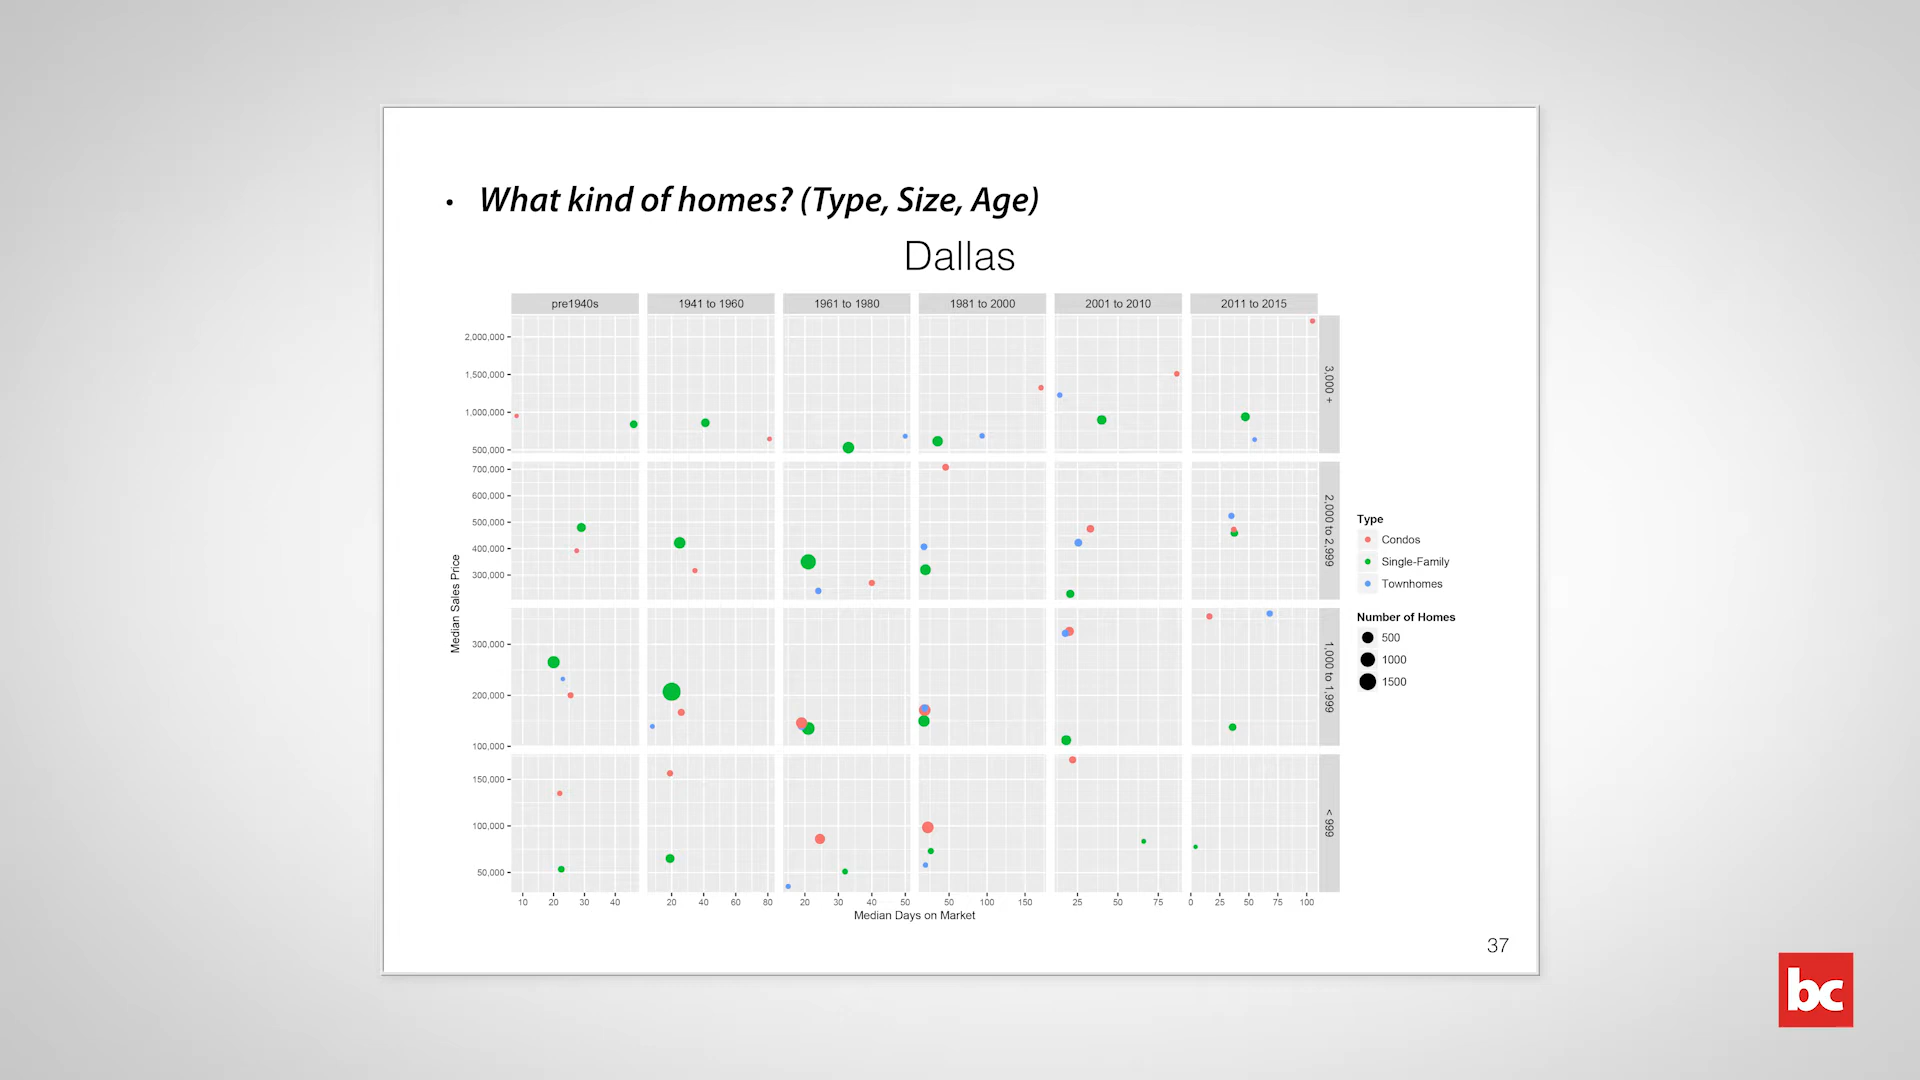 • What kind of homes? (Type, Size, Age)
Dallas
pre1940s 1941 to 1960 1961 to 1980 1981 to 2000 2001 to 2010 2011 to 2015
2,000,000
1,500,000
1,000,000
500,000
3,000 +
700,000
600,000
500,000
400,000
300,000
2,000 to 2,999
300,000
200,000
100,000
1,000 to 1,999
150,000
100,000
50,000
< 999
Median Sales Price
10 20 30 40 20 40 60 80 20 30 40 50 50 100 150 25 50 75 0 25 50 75 100
Median Days on Market
Type
Condos
Single-Family
Townhomes
Number of Homes
500
1000
1500
37
bc